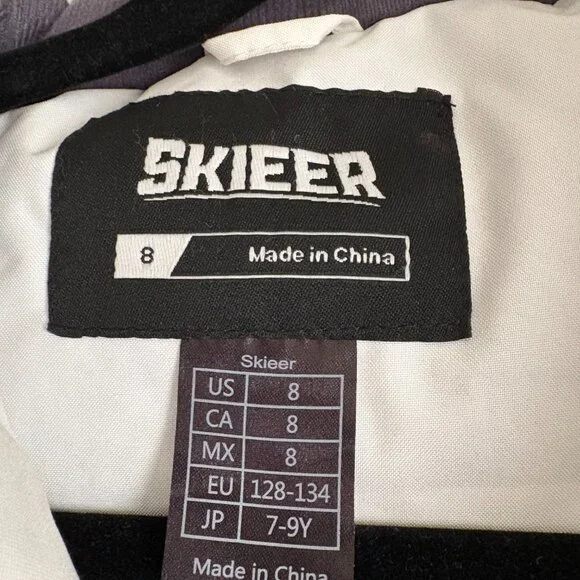 SKIEER
8 Made in China
Skieer
US 8
CA 8
MX 8
EU 128-134
JP 7-9Y
Made in China